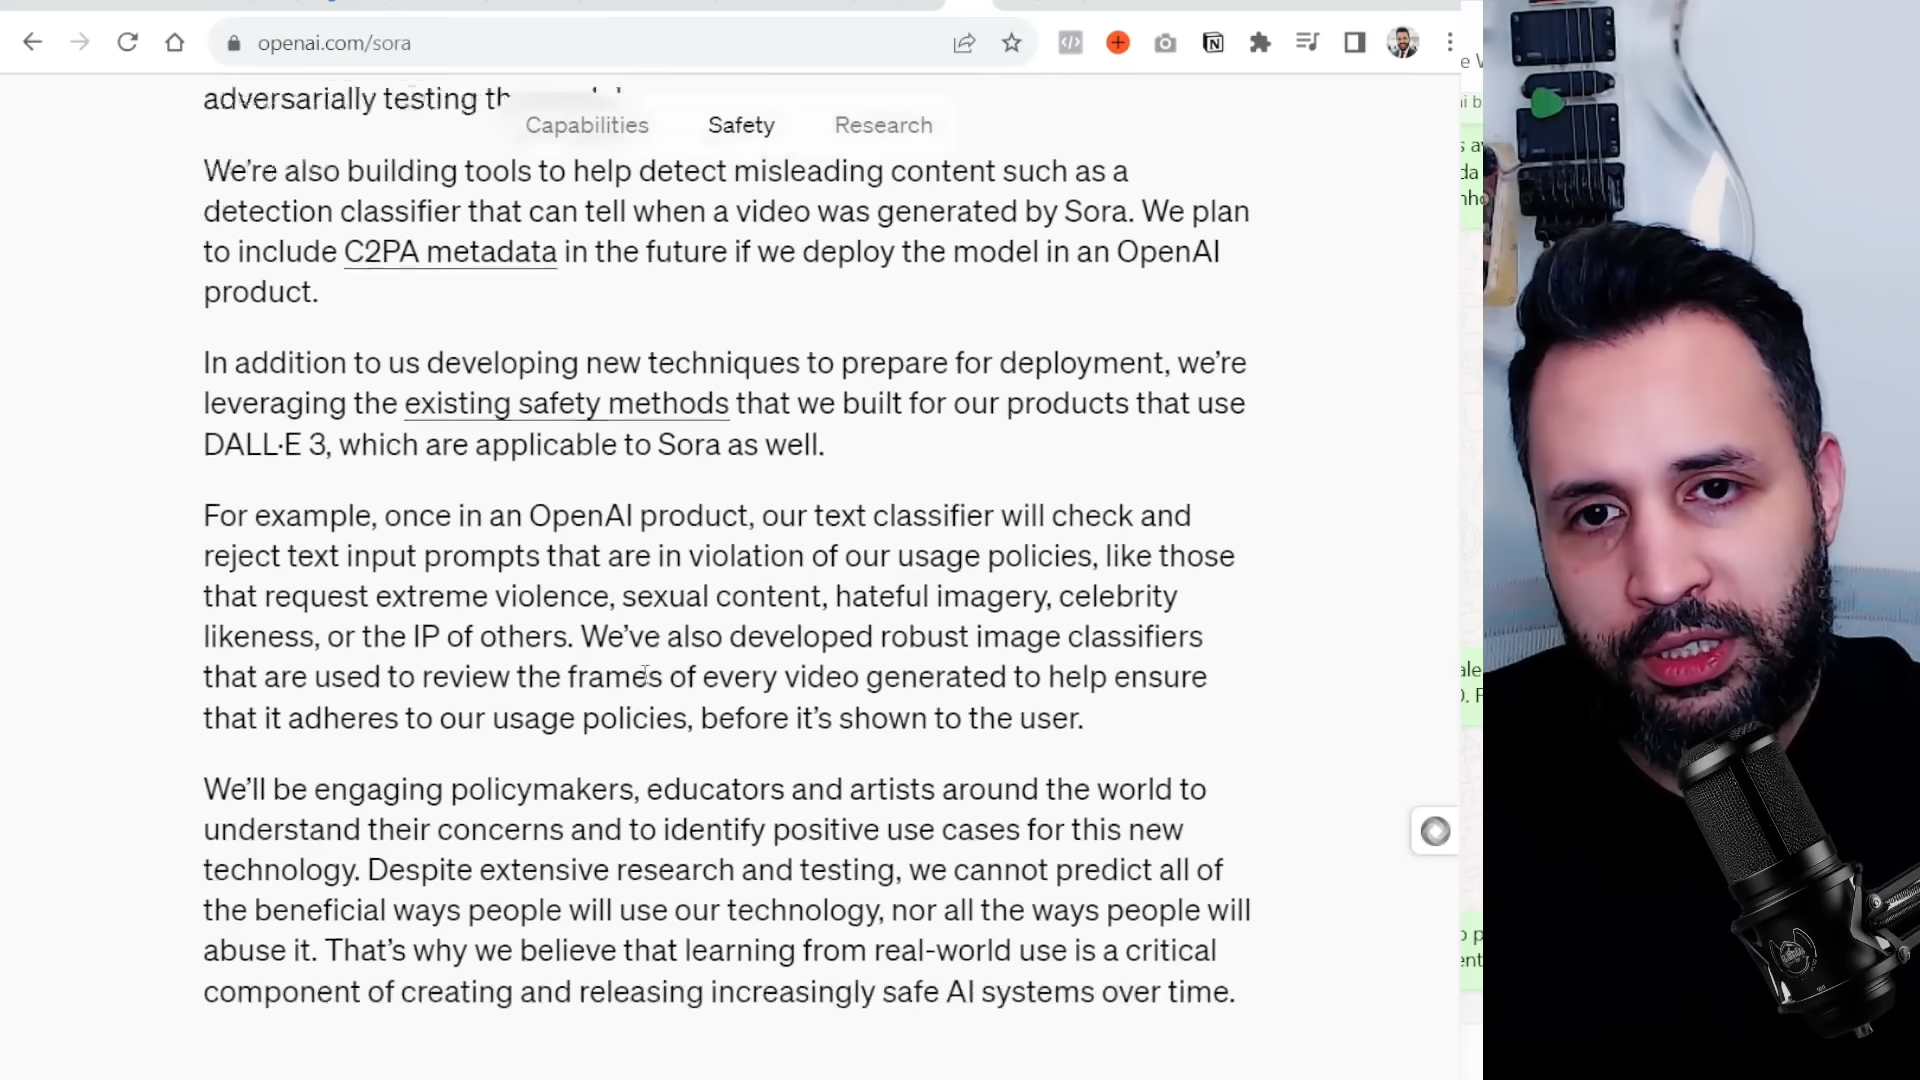 openai.com/sora
adversarially testing
Capabilities Safety Research
We're also building tools to help detect misleading content such as a
detection classifier that can tell when a video was generated by Sora. We plan
to include C2PA metadata in the future if we deploy the model in an OpenAI
product.
In addition to us developing new techniques to prepare for deployment, we're
leveraging the existing safety methods that we built for our products that use
DALL·E 3, which are applicable to Sora as well.
For example, once in an OpenAI product, our text classifier will check and
reject text input prompts that are in violation of our usage policies, like those
that request extreme violence, sexual content, hateful imagery, celebrity
likeness, or the IP of others. We've also developed robust image classifiers
that are used to review the frames of every video generated to help ensure
that it adheres to our usage policies, before it's shown to the user.
We'll be engaging policymakers, educators and artists around the world to
understand their concerns and to identify positive use cases for this new
technology. Despite extensive research and testing, we cannot predict all of
the beneficial ways people will use our technology, nor all the ways people will
abuse it. That's why we believe that learning from real-world use is a critical
component of creating and releasing increasingly safe AI systems over time.